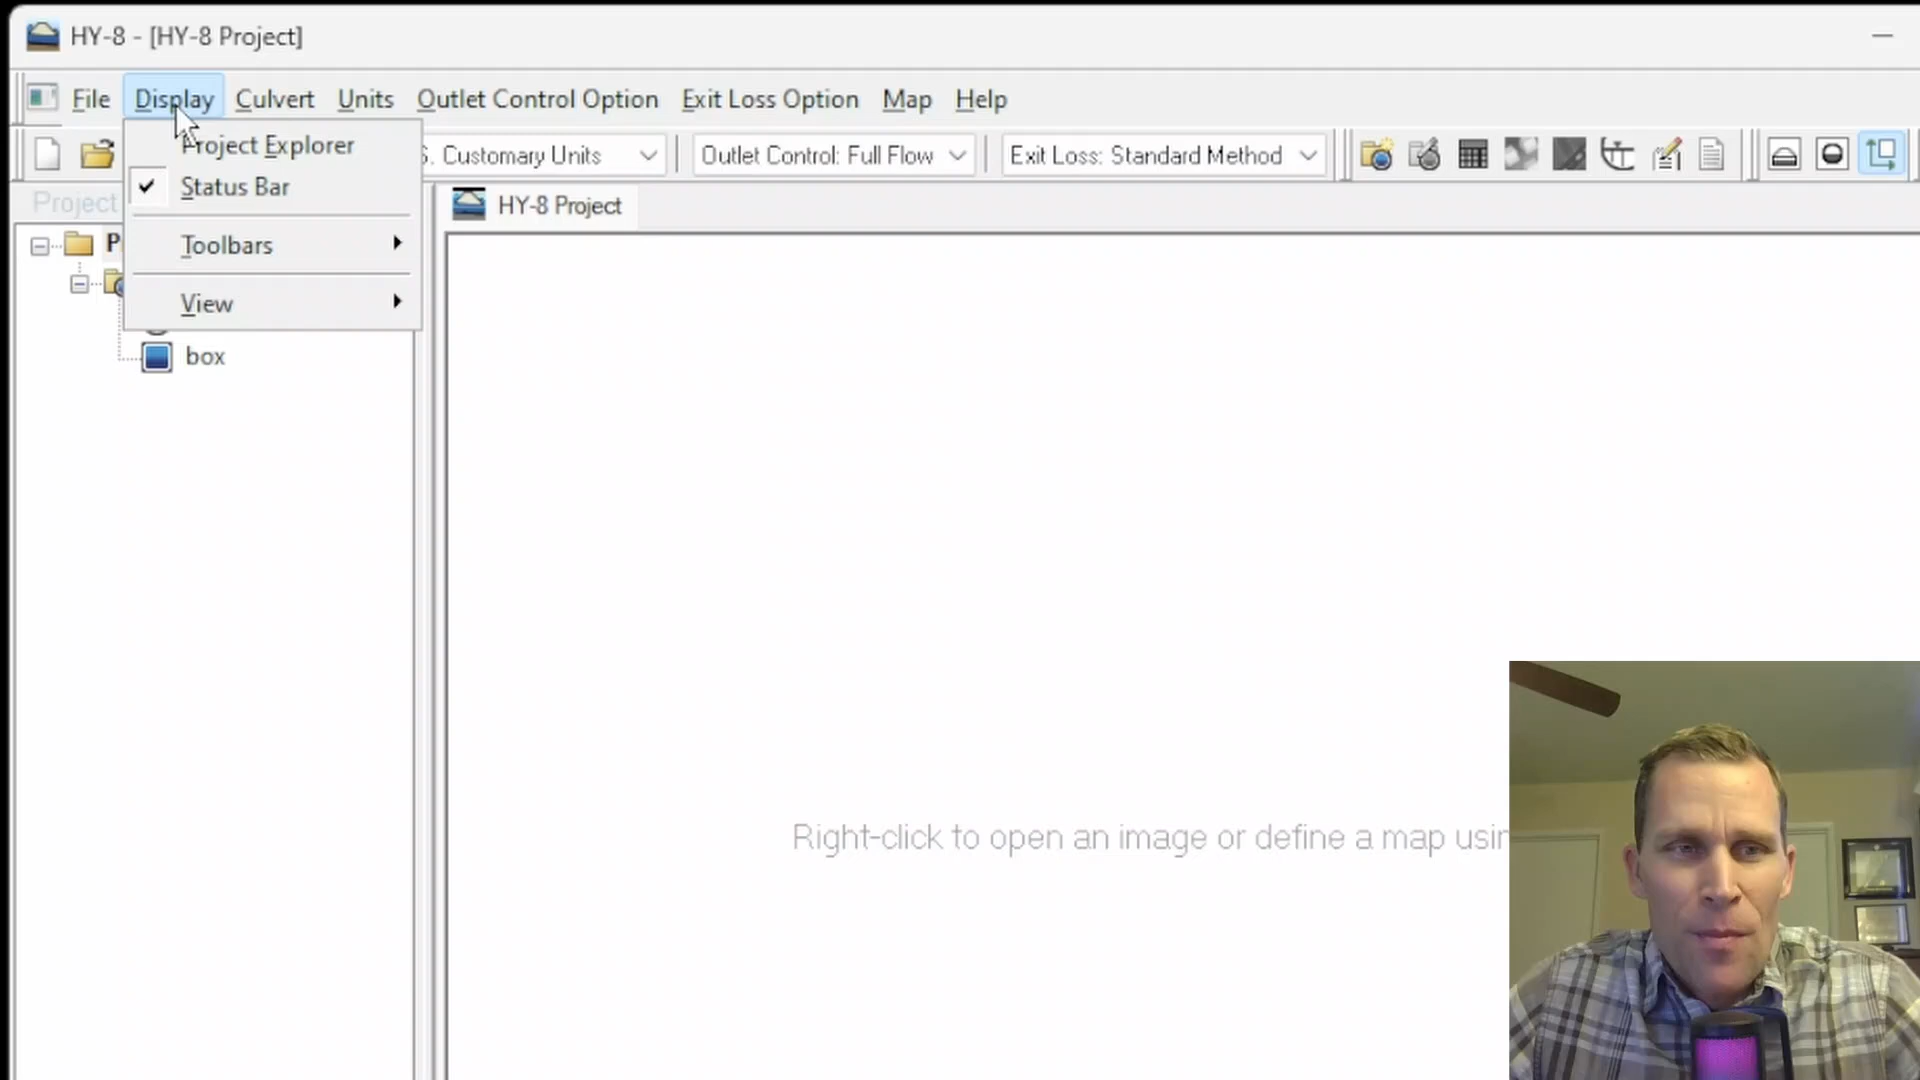 HY-8 - [HY-8 Project]
File Display Culvert Units Outlet Control Option Exit Loss Option Map Help
Customary Units Outlet Control: Full Flow Exit Loss: Standard Method
Project Explorer
Status Bar
Toolbars
View
Project
box
HY-8 Project
Right-click to open an image or define a map